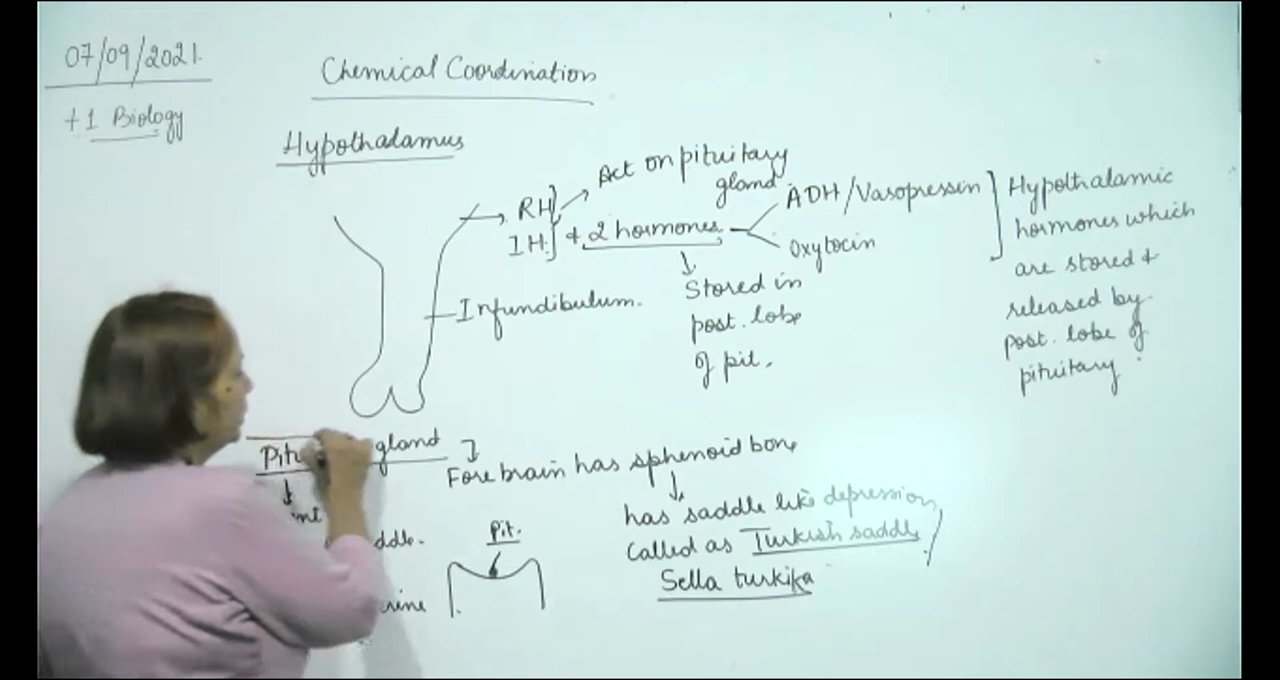 07/09/2021.
+1 Biology
Chemical Coordination
Hypothalamus
RH
IH
Act on pituitary
gland
+ 2 hormones
ADH/Vasopressin
Oxytocin
Stored in
post. lobe
of pit.
Hypothalamic
hormones which
are stored &
released by
post. lobe of
pituitary.
Infundibulum.
gland
Fore brain has sphenoid bone
has saddle like depression
Called as Turkish saddle/
Sella turkika
Pit.